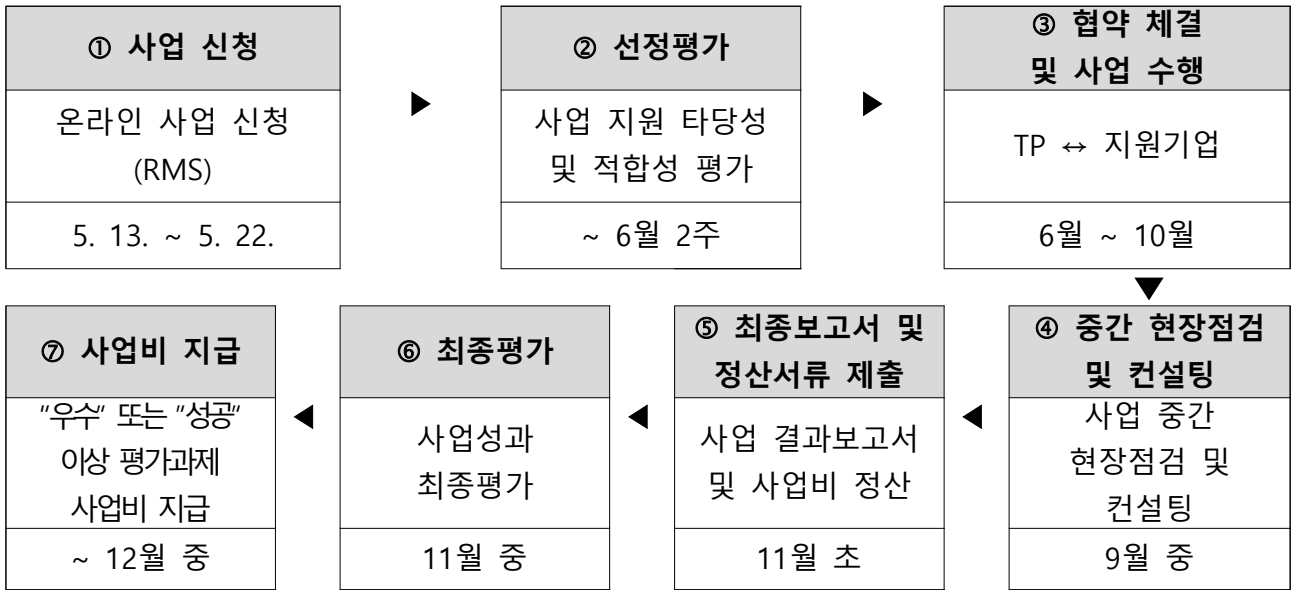 ① 사업 신청
온라인 사업 신청
(RMS)
5. 13. ~ 5. 22.
▶
② 선정평가
사업 지원 타당성
및 적합성 평가
~ 6월 2주
▶
③ 협약 체결
및 사업 수행
TP ↔ 지원기업
6월 ~ 10월
▼
④ 중간 현장점검
및 컨설팅
사업 중간
현장점검 및
컨설팅
9월 중
◀
⑤ 최종보고서 및
정산서류 제출
사업 결과보고서
및 사업비 정산
11월 초
◀
⑥ 최종평가
사업성과
최종평가
11월 중
◀
⑦ 사업비 지급
"우수" 또는 "성공"
이상 평가과제
사업비 지급
~ 12월 중